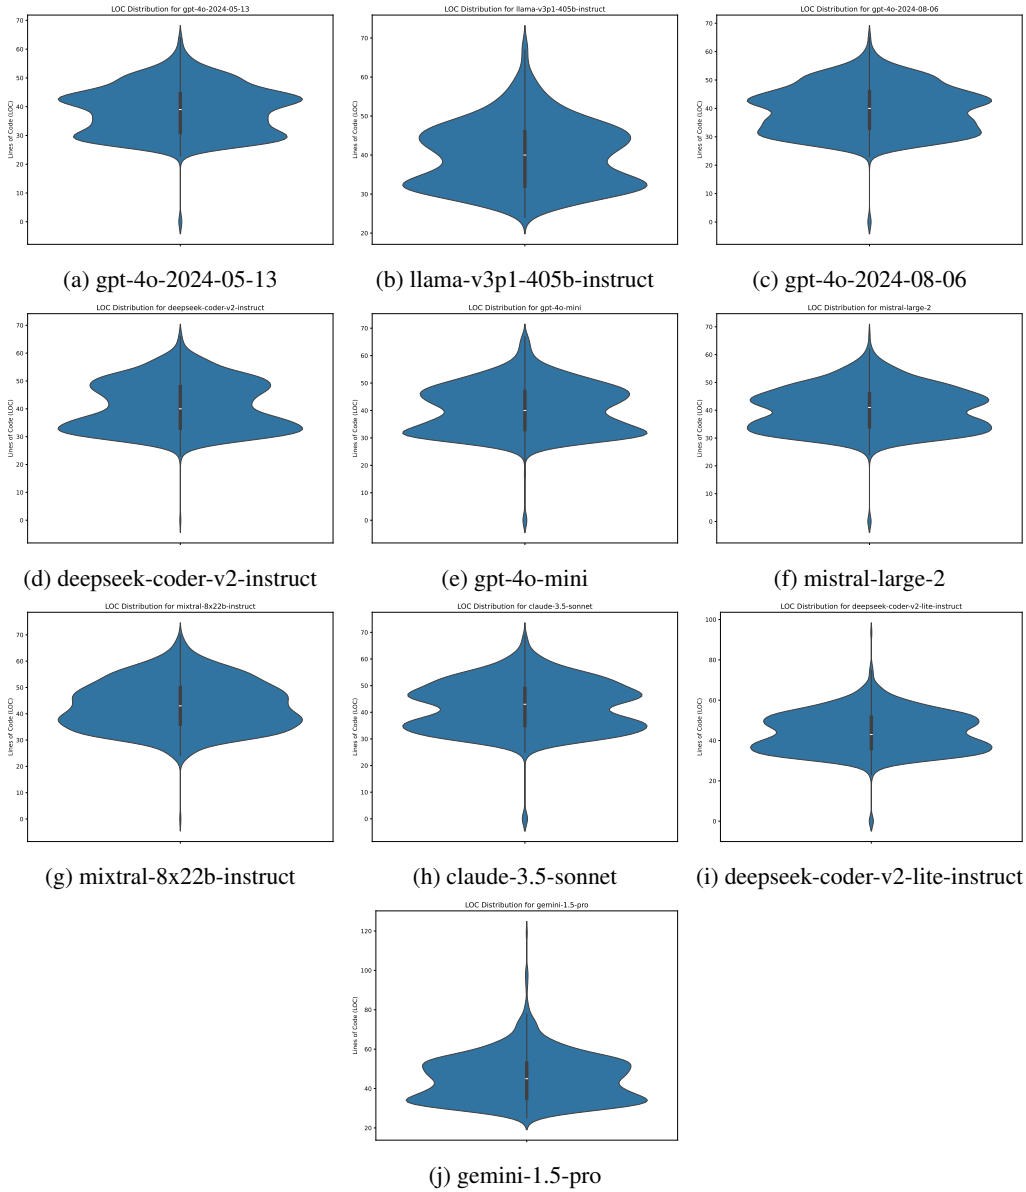 LOC Distribution for gpt-4o-2024-05-13
Lines of Code (LOC)
70
60
50
40
30
20
10
0
(a) gpt-4o-2024-05-13
LOC Distribution for llama-v3p1-405b-instruct
Lines of Code (LOC)
70
60
50
40
30
20
(b) llama-v3p1-405b-instruct
LOC Distribution for gpt-4o-2024-08-06
Lines of Code (LOC)
70
60
50
40
30
20
10
0
(c) gpt-4o-2024-08-06
LOC Distribution for deepseek-coder-v2-instruct
Lines of Code (LOC)
70
60
50
40
30
20
10
0
(d) deepseek-coder-v2-instruct
LOC Distribution for gpt-4o-mini
Lines of Code (LOC)
70
60
50
40
30
20
10
0
(e) gpt-4o-mini
LOC Distribution for mistral-large-2
Lines of Code (LOC)
70
60
50
40
30
20
10
0
(f) mistral-large-2
LOC Distribution for mixtral-8x22b-instruct
Lines of Code (LOC)
70
60
50
40
30
20
10
0
(g) mixtral-8x22b-instruct
LOC Distribution for claude-3.5-sonnet
Lines of Code (LOC)
70
60
50
40
30
20
10
0
(h) claude-3.5-sonnet
LOC Distribution for deepseek-coder-v2-lite-instruct
Lines of Code (LOC)
100
80
60
40
20
0
(i) deepseek-coder-v2-lite-instruct
LOC Distribution for gemini-1.5-pro
Lines of Code (LOC)
120
100
80
60
40
20
(j) gemini-1.5-pro